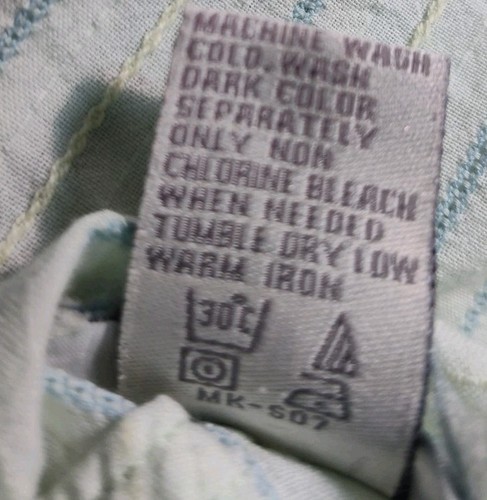 MACHINE WASH
COLD WASH
DARK COLOR
SEPARATELY
ONLY NON
CHLORINE BLEACH
WHEN NEEDED
TUMBLE DRY LOW
WARM IRON
30°C
MK-S07